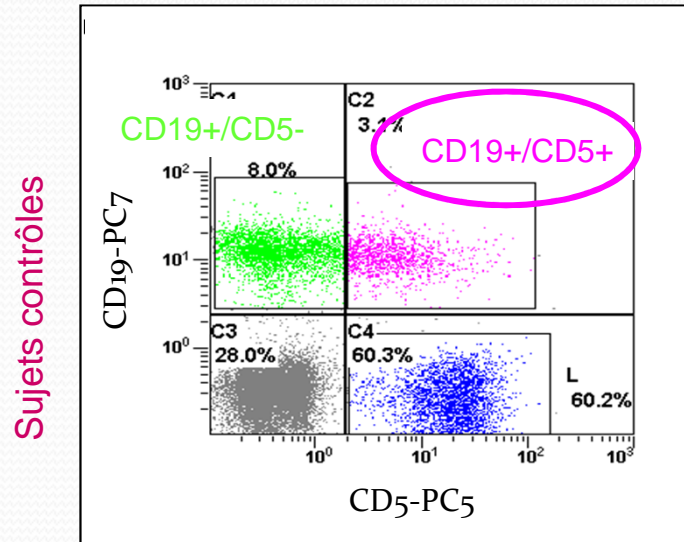 Sujets contrôles
10³
C2
3.1%
CD19+/CD5-
CD19+/CD5+
10²
8.0%
CD19-PC7
10¹
C3
C4
10⁰
28.0%
60.3%
L
60.2%
10⁰
10¹
10²
10³
CD5-PC5